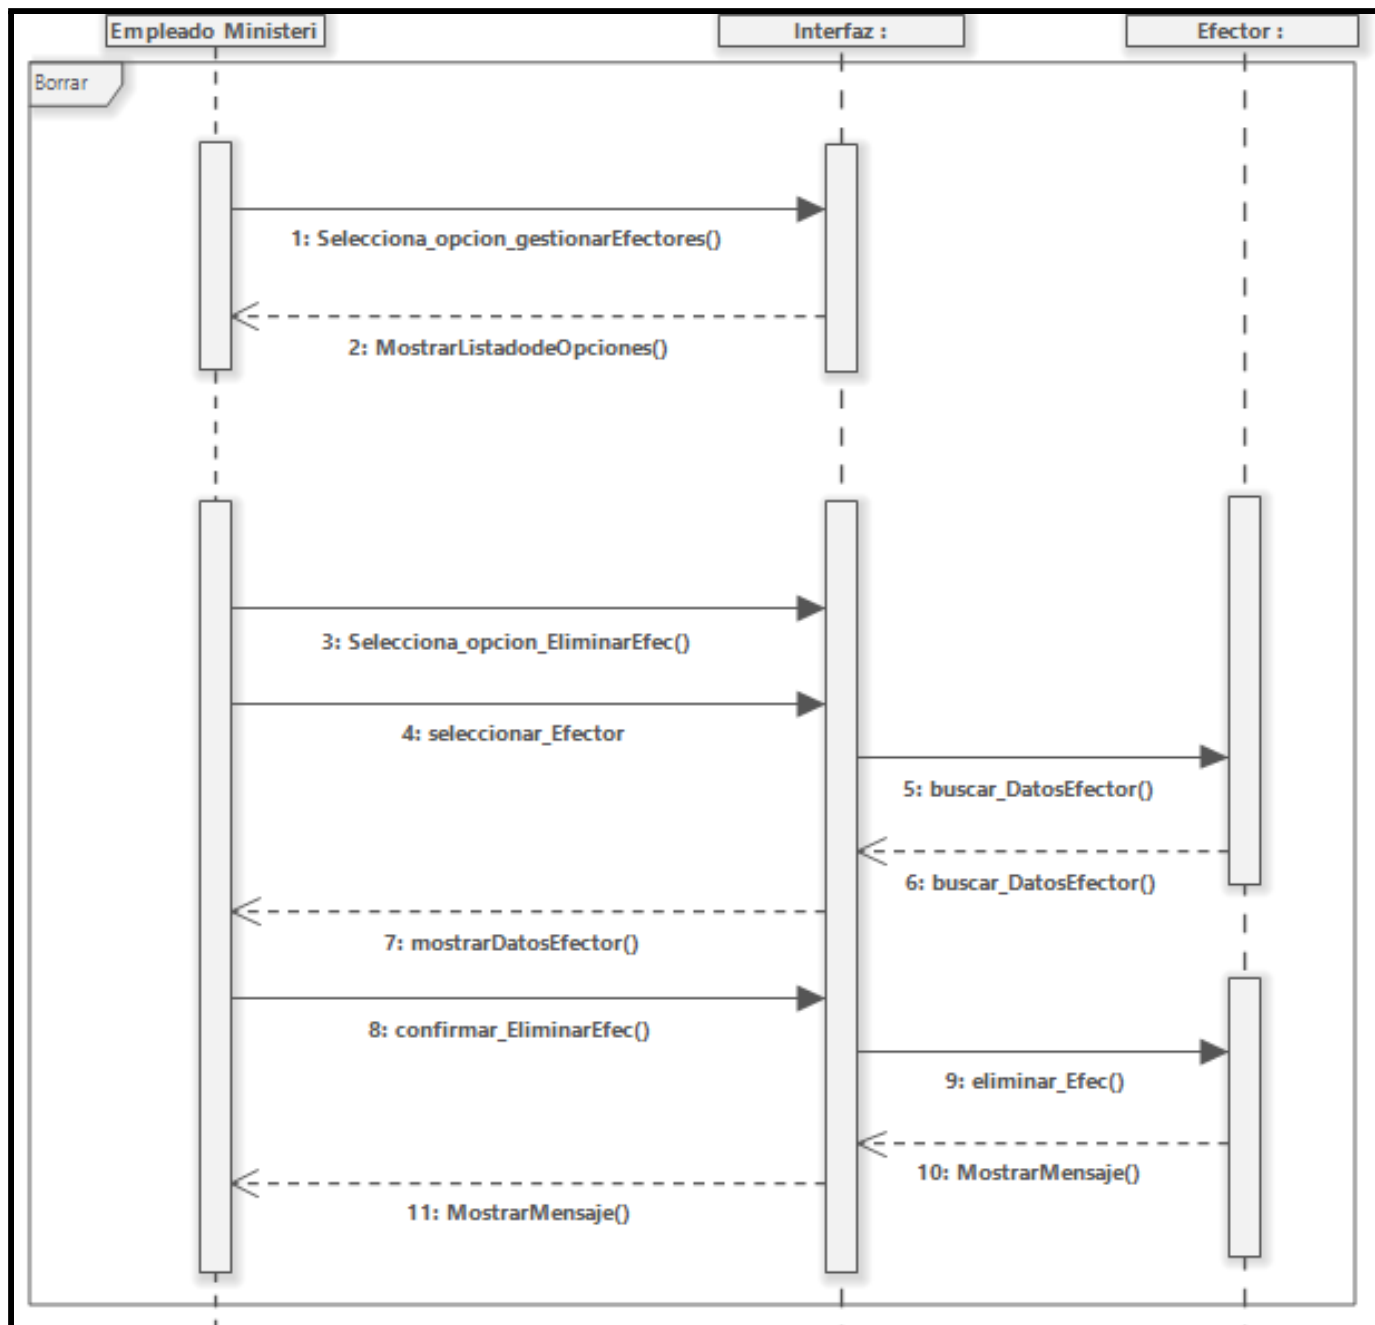 Empleado Ministeri
Interfaz :
Efector :
Borrar
1: Selecciona_opcion_gestionarEfectores()
2: MostrarListadodeOpciones()
3: Selecciona_opcion_EliminarEfec()
4: seleccionar_Efector
5: buscar_DatosEfector()
6: buscar_DatosEfector()
7: mostrarDatosEfector()
8: confirmar_EliminarEfec()
9: eliminar_Efec()
10: MostrarMensaje()
11: MostrarMensaje()